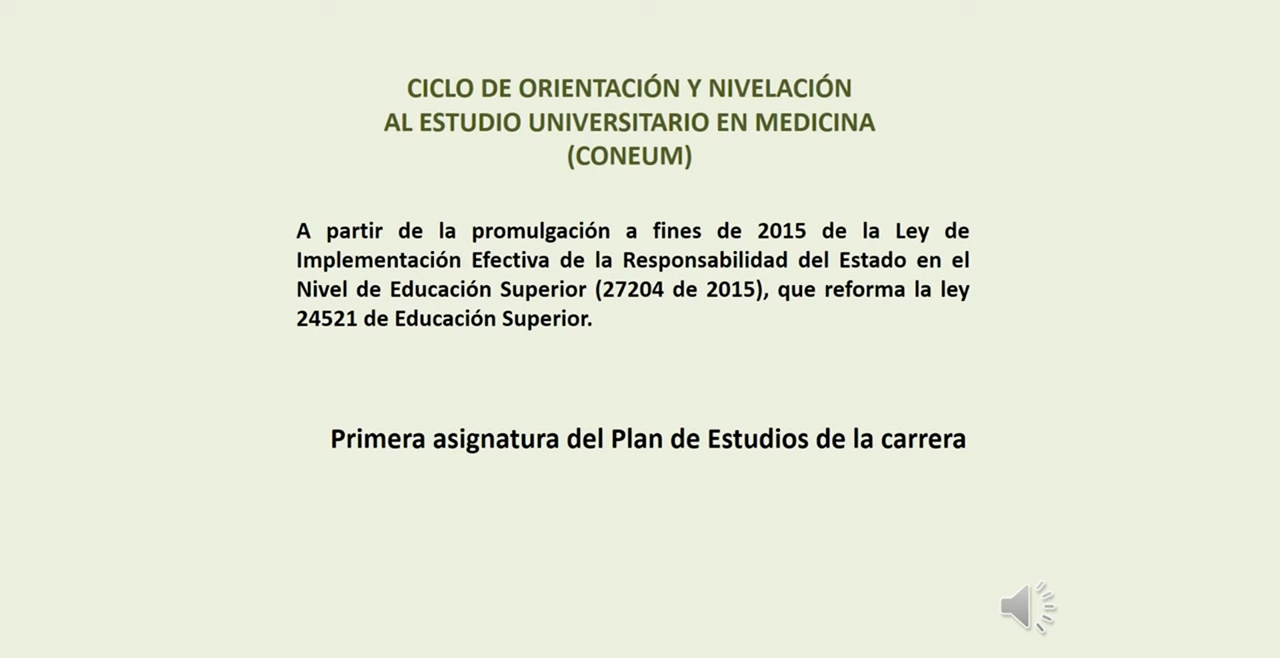 CICLO DE ORIENTACIÓN Y NIVELACIÓN
AL ESTUDIO UNIVERSITARIO EN MEDICINA
(CONEUM)
A partir de la promulgación a fines de 2015 de la Ley de
Implementación Efectiva de la Responsabilidad del Estado en el
Nivel de Educación Superior (27204 de 2015), que reforma la ley
24521 de Educación Superior.
Primera asignatura del Plan de Estudios de la carrera